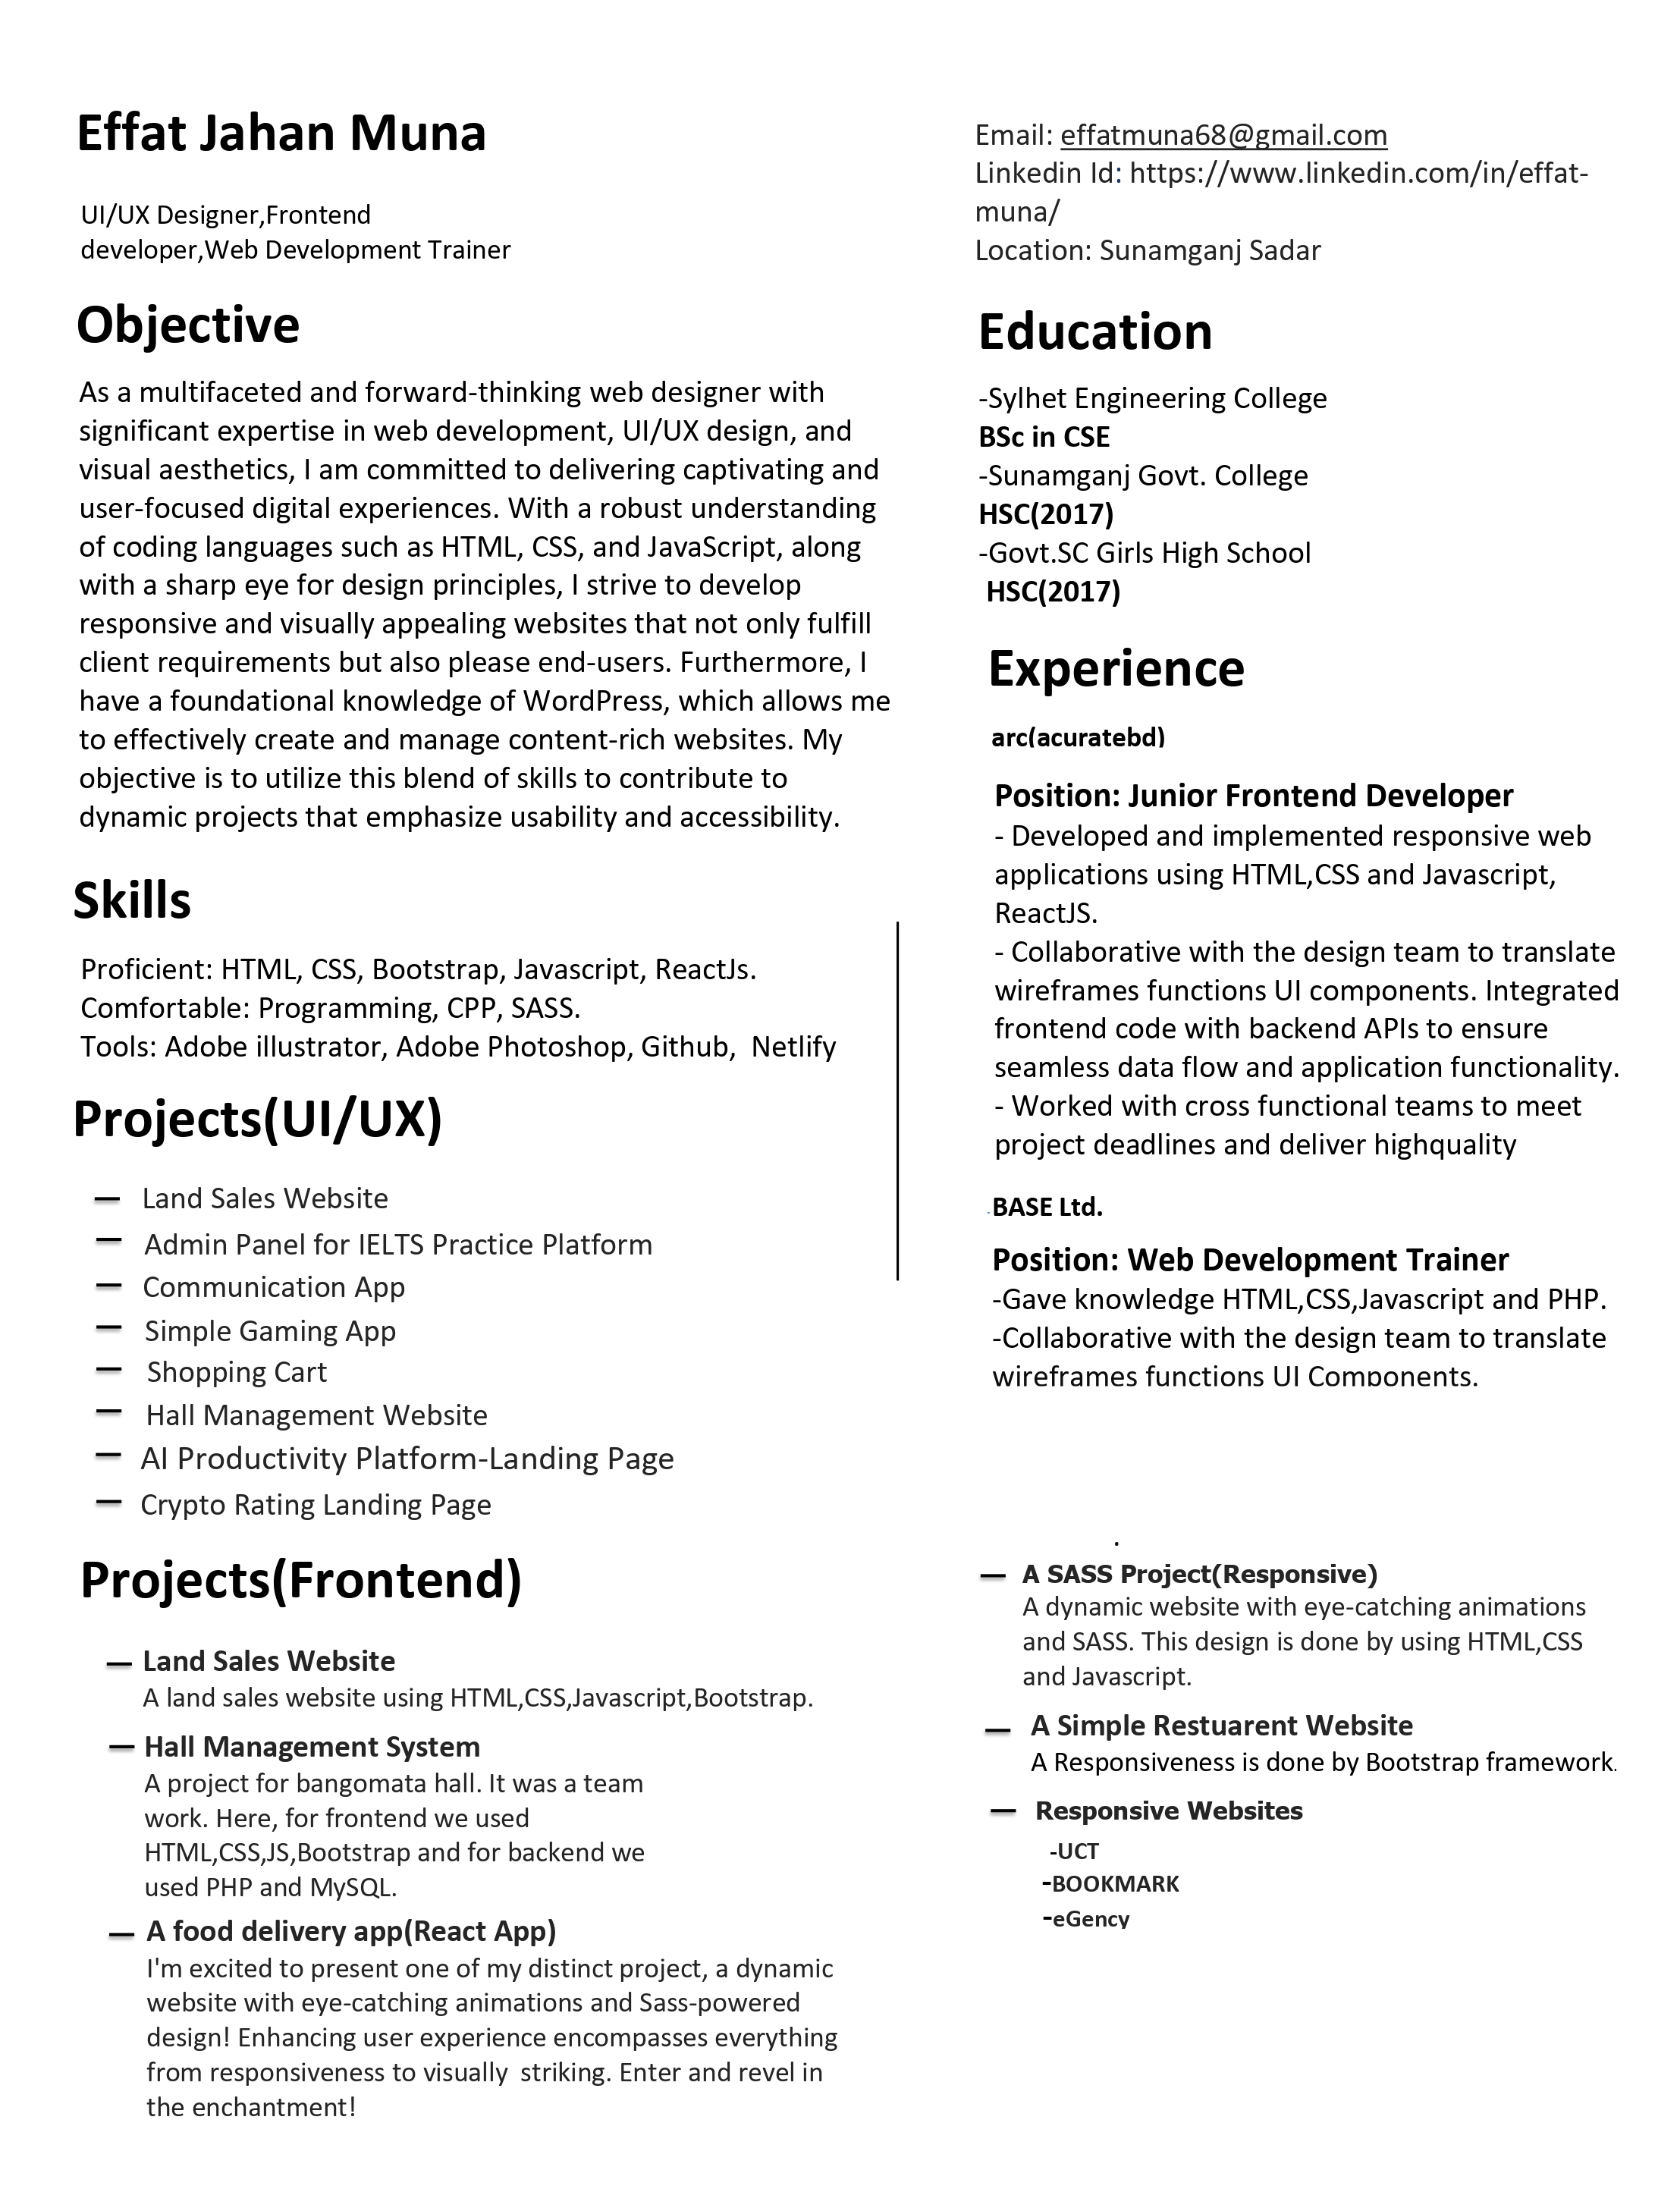 Effat Jahan Muna
UI/UX Designer,Frontend
developer,Web Development Trainer
Email: effatmuna68@gmail.com
Linkedin Id: https://www.linkedin.com/in/effat-
muna/
Location: Sunamganj Sadar
Objective
As a multifaceted and forward-thinking web designer with
significant expertise in web development, UI/UX design, and
visual aesthetics, I am committed to delivering captivating and
user-focused digital experiences. With a robust understanding
of coding languages such as HTML, CSS, and JavaScript, along
with a sharp eye for design principles, I strive to develop
responsive and visually appealing websites that not only fulfill
client requirements but also please end-users. Furthermore, I
have a foundational knowledge of WordPress, which allows me
to effectively create and manage content-rich websites. My
objective is to utilize this blend of skills to contribute to
dynamic projects that emphasize usability and accessibility.
Skills
Proficient: HTML, CSS, Bootstrap, Javascript, ReactJs.
Comfortable: Programming, CPP, SASS.
Tools: Adobe illustrator, Adobe Photoshop, Github,  Netlify
Projects(UI/UX)
— Land Sales Website
— Admin Panel for IELTS Practice Platform
— Communication App
— Simple Gaming App
— Shopping Cart
— Hall Management Website
— AI Productivity Platform-Landing Page
— Crypto Rating Landing Page
Education
-Sylhet Engineering College
BSc in CSE
-Sunamganj Govt. College
HSC(2017)
-Govt.SC Girls High School
HSC(2017)
Experience
arc(acuratebd)
Position: Junior Frontend Developer
- Developed and implemented responsive web
applications using HTML,CSS and Javascript,
ReactJS.
- Collaborative with the design team to translate
wireframes functions UI components. Integrated
frontend code with backend APIs to ensure
seamless data flow and application functionality.
- Worked with cross functional teams to meet
project deadlines and deliver highquality
BASE Ltd.
Position: Web Development Trainer
-Gave knowledge HTML,CSS,Javascript and PHP.
-Collaborative with the design team to translate
wireframes functions UI Components.
Projects(Frontend)
— Land Sales Website
A land sales website using HTML,CSS,Javascript,Bootstrap.
— Hall Management System
A project for bangomata hall. It was a team
work. Here, for frontend we used
HTML,CSS,JS,Bootstrap and for backend we
used PHP and MySQL.
— A food delivery app(React App)
I'm excited to present one of my distinct project, a dynamic
website with eye-catching animations and Sass-powered
design! Enhancing user experience encompasses everything
from responsiveness to visually  striking. Enter and revel in
the enchantment!
— A SASS Project(Responsive)
A dynamic website with eye-catching animations
and SASS. This design is done by using HTML,CSS
and Javascript.
— A Simple Restuarent Website
A Responsiveness is done by Bootstrap framework.
— Responsive Websites
-UCT
-BOOKMARK
-eGency